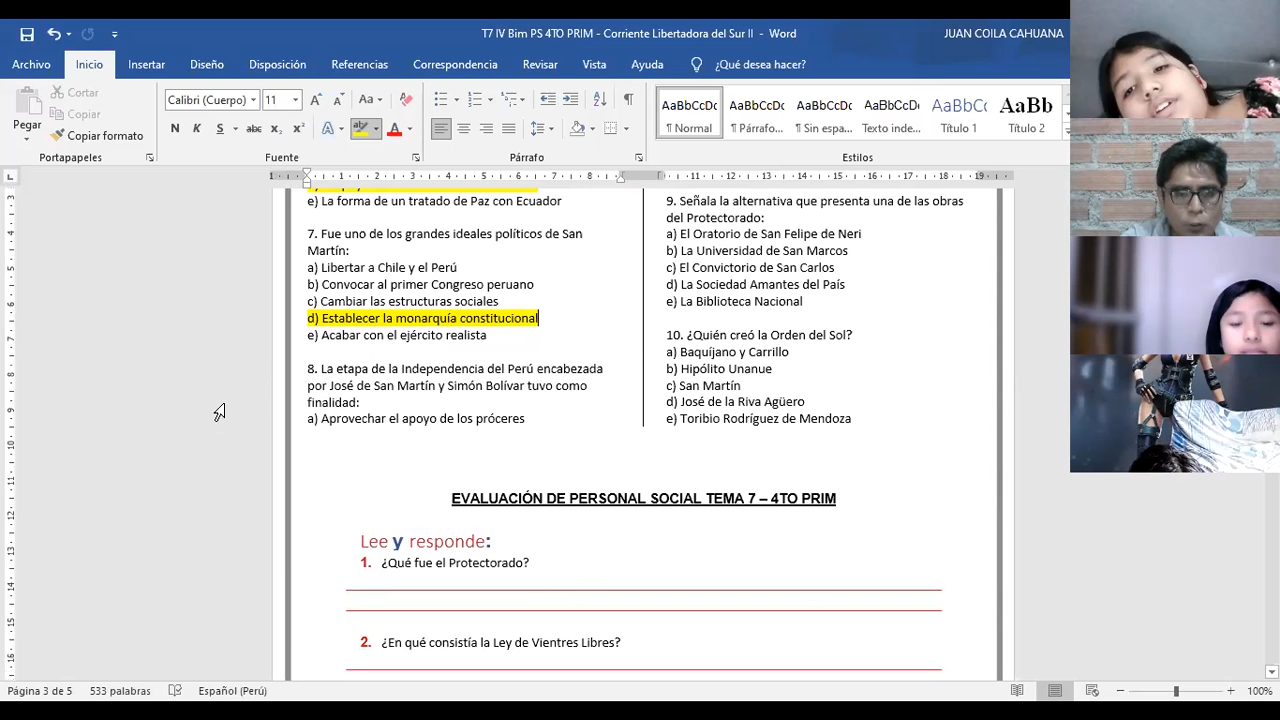 T7 IV Bim PS 4TO PRIM - Corriente Libertadora del Sur II - Word
JUAN COILA CAHUANA
Archivo Inicio Insertar Diseño Disposición Referencias Correspondencia Revisar Vista Ayuda ¿Qué desea hacer?
Pegar
Cortar
Copiar
Copiar formato
Portapapeles
Calibri (Cuerpo) 11
N K S abc x₂ x²
Fuente
Párrafo
AaBbCcDc AaBbCcDc AaBbCcDc AaBbCcDc AaBbCcD AaBb
¶ Normal ¶ Párrafo... ¶ Sin espa... Texto inde... Título 1 Título 2
Estilos
e) La forma de un tratado de Paz con Ecuador
7. Fue uno de los grandes ideales políticos de San
Martín:
a) Libertar a Chile y el Perú
b) Convocar al primer Congreso peruano
c) Cambiar las estructuras sociales
d) Establecer la monarquía constitucional
e) Acabar con el ejército realista
8. La etapa de la Independencia del Perú encabezada
por José de San Martín y Simón Bolívar tuvo como
finalidad:
a) Aprovechar el apoyo de los próceres
9. Señala la alternativa que presenta una de las obras
del Protectorado:
a) El Oratorio de San Felipe de Neri
b) La Universidad de San Marcos
c) El Convictorio de San Carlos
d) La Sociedad Amantes del País
e) La Biblioteca Nacional
10. ¿Quién creó la Orden del Sol?
a) Baquíjano y Carrillo
b) Hipólito Unanue
c) San Martín
d) José de la Riva Agüero
e) Toribio Rodríguez de Mendoza
EVALUACIÓN DE PERSONAL SOCIAL TEMA 7 – 4TO PRIM
Lee y responde:
1. ¿Qué fue el Protectorado?
2. ¿En qué consistía la Ley de Vientres Libres?
Página 3 de 5 533 palabras Español (Perú) 100%